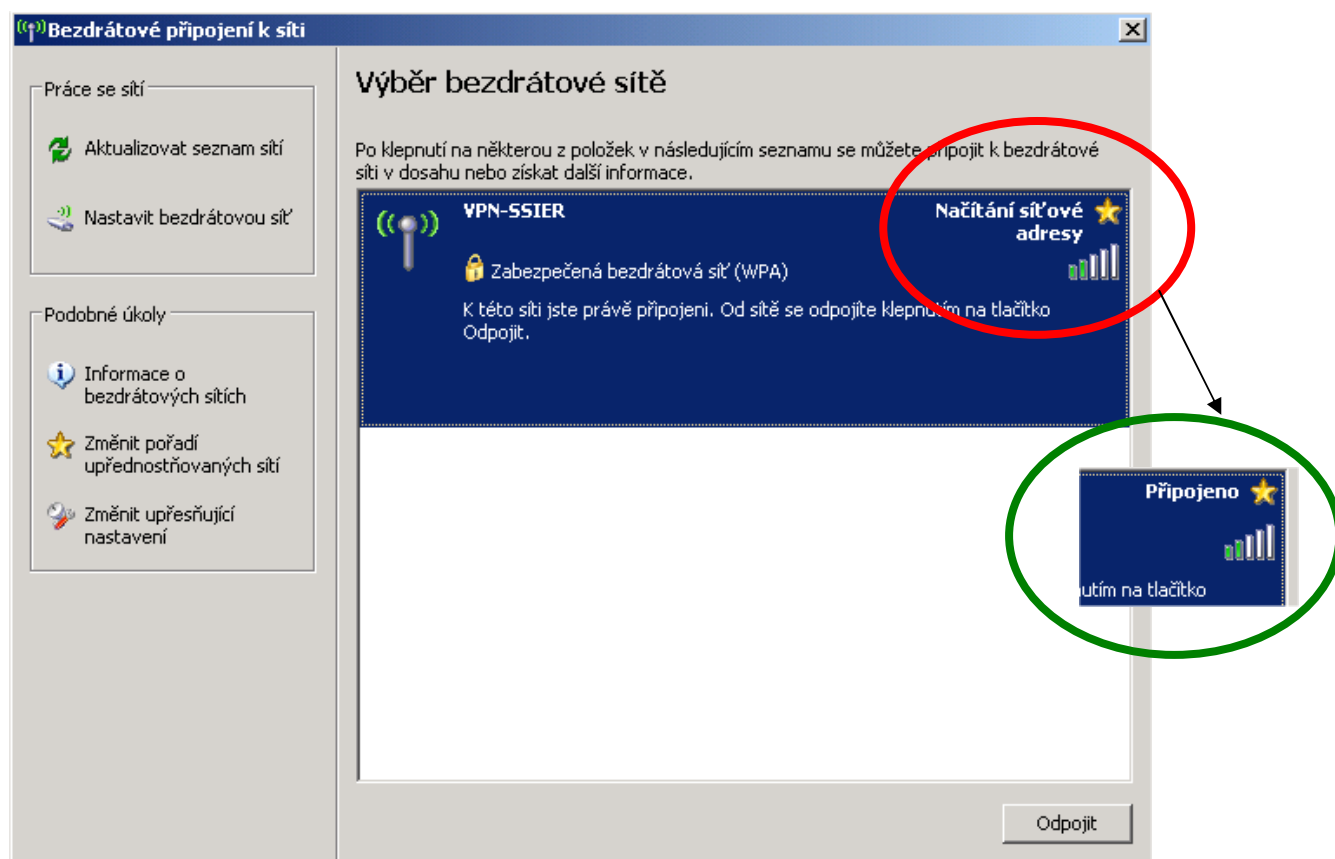 Bezdrátové připojení k síti
Práce se sítí
Aktualizovat seznam sítí
Nastavit bezdrátovou síť
Podobné úkoly
Informace o
bezdrátových sítích
Změnit pořadí
upřednostňovaných sítí
Změnit upřesňující
nastavení
Výběr bezdrátové sítě
Po klepnutí na některou z položek v následujícím seznamu se můžete připojit k bezdrátové
síti v dosahu nebo získat další informace.
VPN-SSIER
Načítání síťové
adresy
Zabezpečená bezdrátová síť (WPA)
K této síti jste právě připojeni. Od sítě se odpojíte klepnutím na tlačítko
Odpojit.
Připojeno
utím na tlačítko
Odpojit